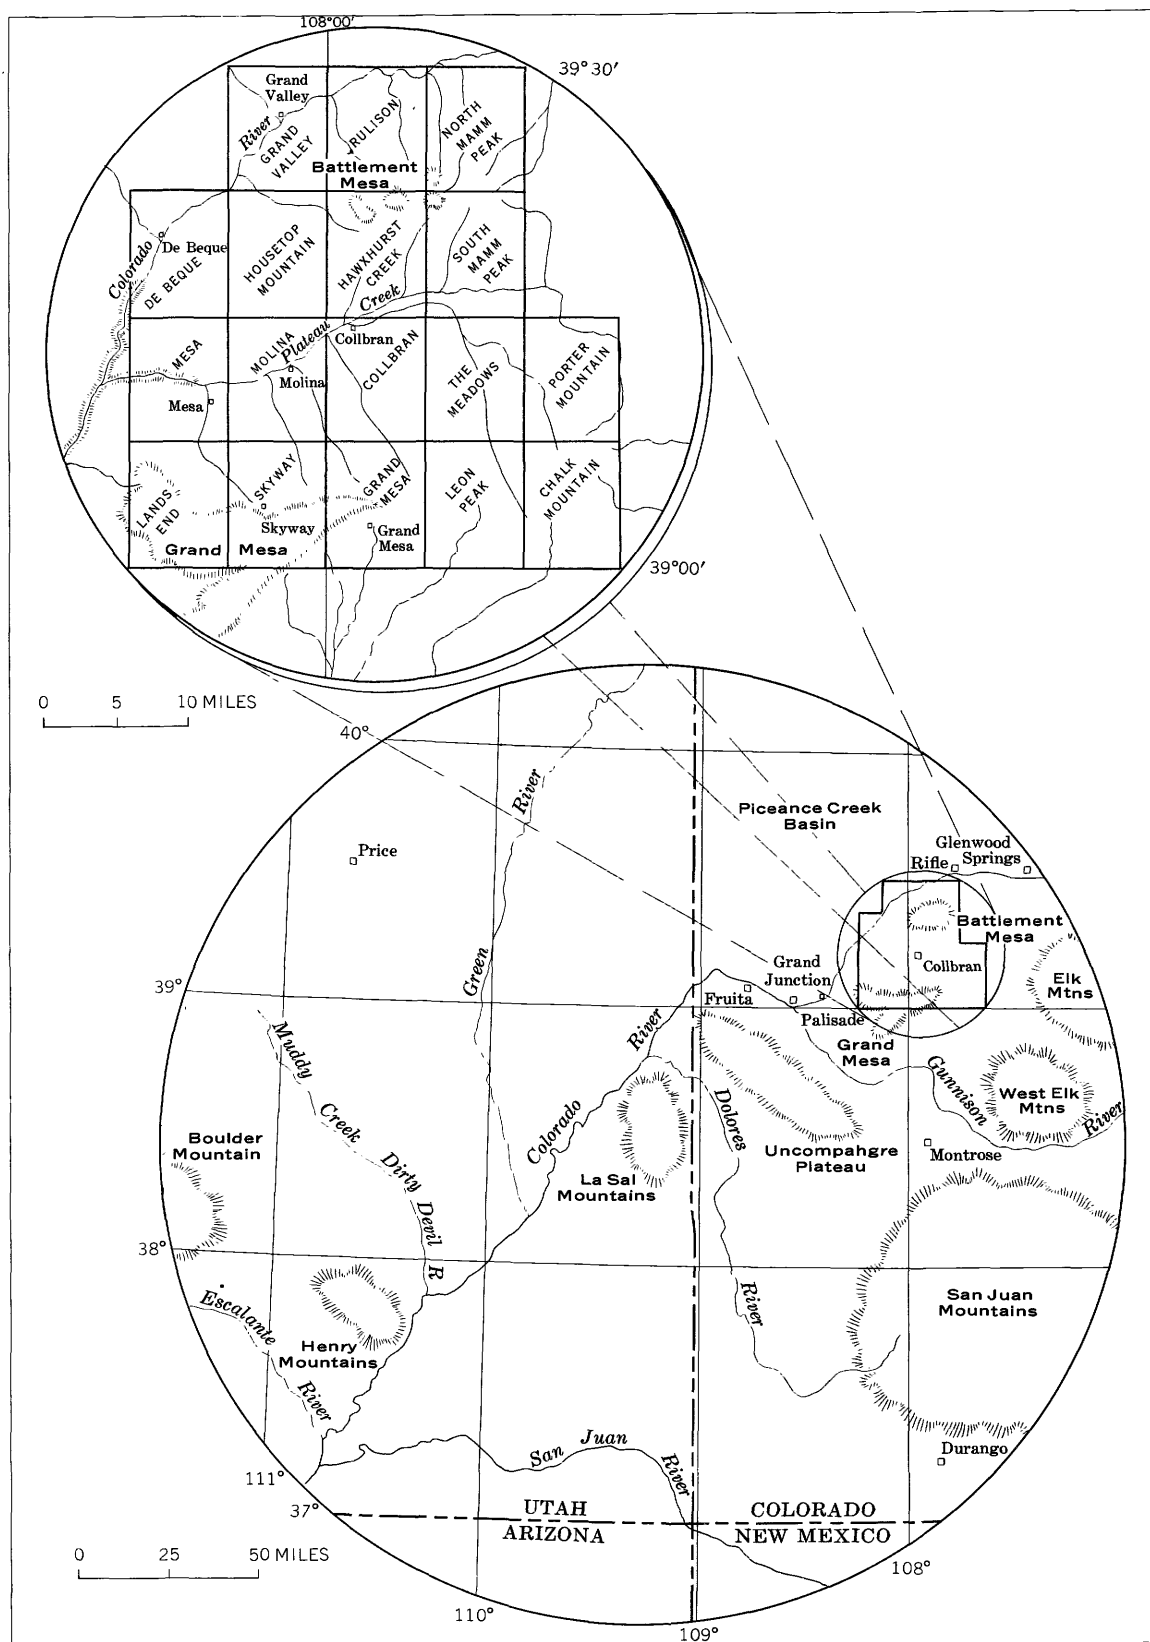 108°00'
39° 30'
Grand
Valley
River
GRAND
VALLEY
RULISON
NORTH
MAMM
PEAK
Battlement
Mesa
Colorado
De Beque
DE BEQUE
HOUSETOP
MOUNTAIN
HAWXHURST
CREEK
SOUTH
MAMM
PEAK
Creek
Plateau
MESA
MOLINA
Collbran
COLLBRAN
Molina
THE
MEADOWS
PORTER
MOUNTAIN
Mesa
LANDS
END
SKYWAY
GRAND
MESA
LEON
PEAK
CHALK
MOUNTAIN
Skyway
Grand
Mesa
Grand Mesa
39°00'
0 5 10 MILES
40°
River
Piceance Creek
Basin
Price
Glenwood
Springs
Rifle
Battlement
Mesa
Green
Grand
Junction
Collbran
Elk
Mtns
39°
Fruita
Palisade
River
Grand
Mesa
Muddy
Creek
Gunnison
River
West Elk
Mtns
Dolores
Colorado
Boulder
Mountain
Dirty
Devil
R
La Sal
Mountains
Uncompahgre
Plateau
Montrose
38°
River
San Juan
Mountains
Escalante
River
Henry
Mountains
San Juan
River
Durango
111°
37°
UTAH
ARIZONA
COLORADO
NEW MEXICO
0 25 50 MILES
108°
110°
109°